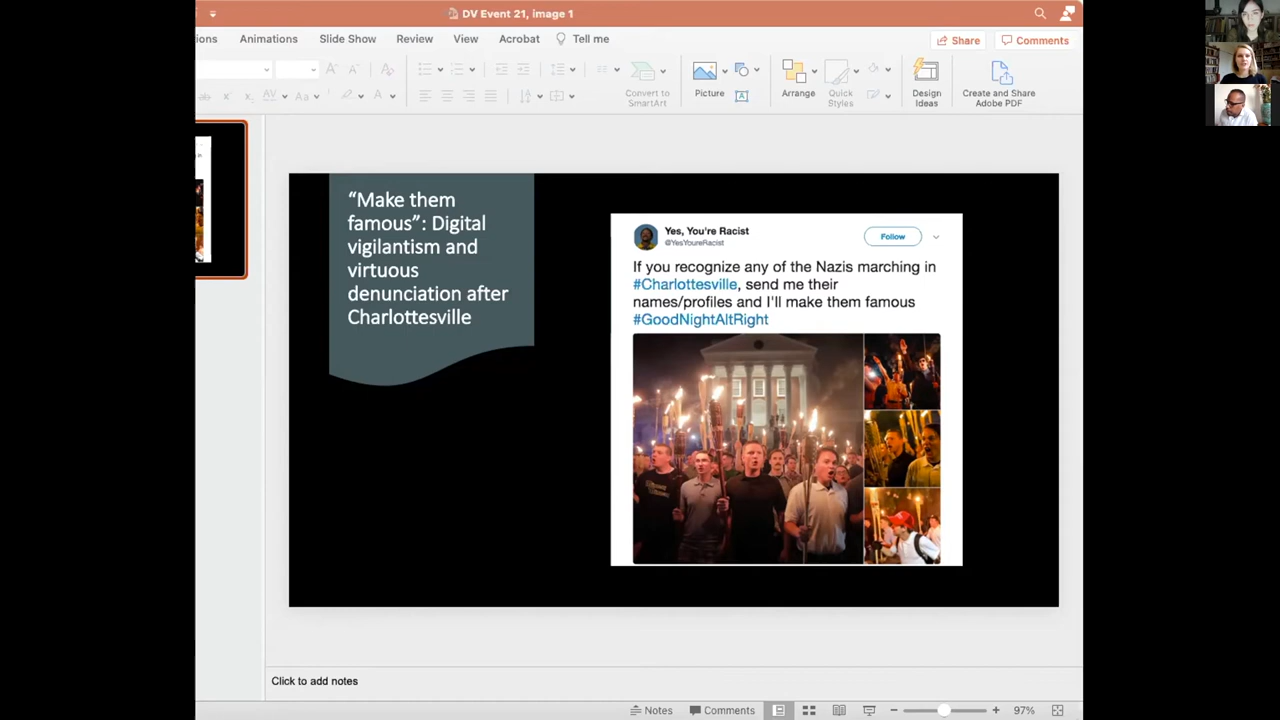 DV Event 21, image 1
ions
Animations
Slide Show
Review
View
Acrobat
Tell me
Share
Comments
Convert to
SmartArt
Picture
Arrange
Quick
Styles
Design
Ideas
Create and Share
Adobe PDF
“Make them
famous”: Digital
vigilantism and
virtuous
denunciation after
Charlottesville
Yes, You're Racist
@YesYoureRacist
Follow
If you recognize any of the Nazis marching in
#Charlottesville, send me their
names/profiles and I'll make them famous
#GoodNightAltRight
Click to add notes
Notes
Comments
97%